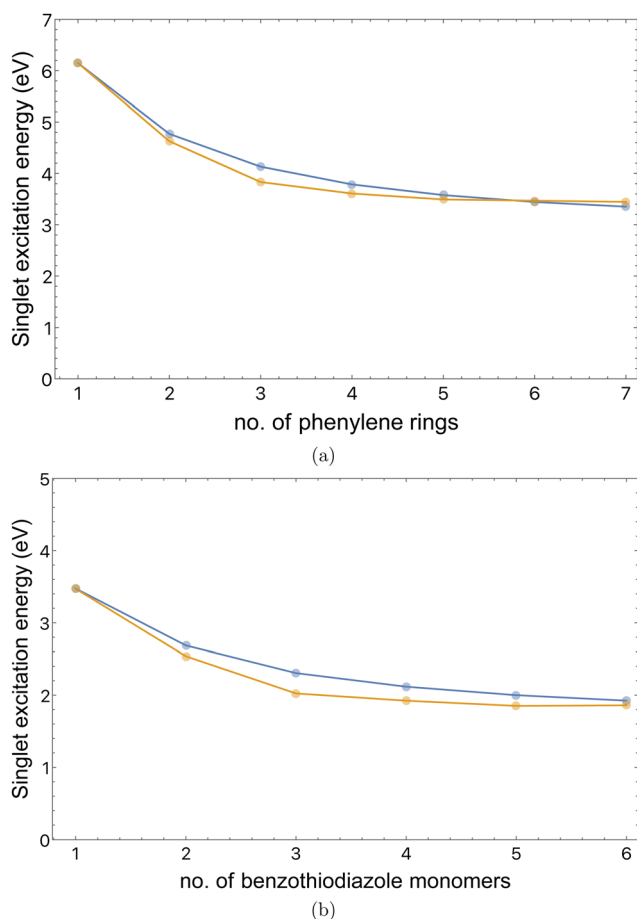 7
6
5
4
3
2
1
0
Singlet excitation energy (eV)
1 2 3 4 5 6 7
no. of phenylene rings
(a)
5
4
3
2
1
0
Singlet excitation energy (eV)
1 2 3 4 5 6
no. of benzothiodiazole monomers
(b)